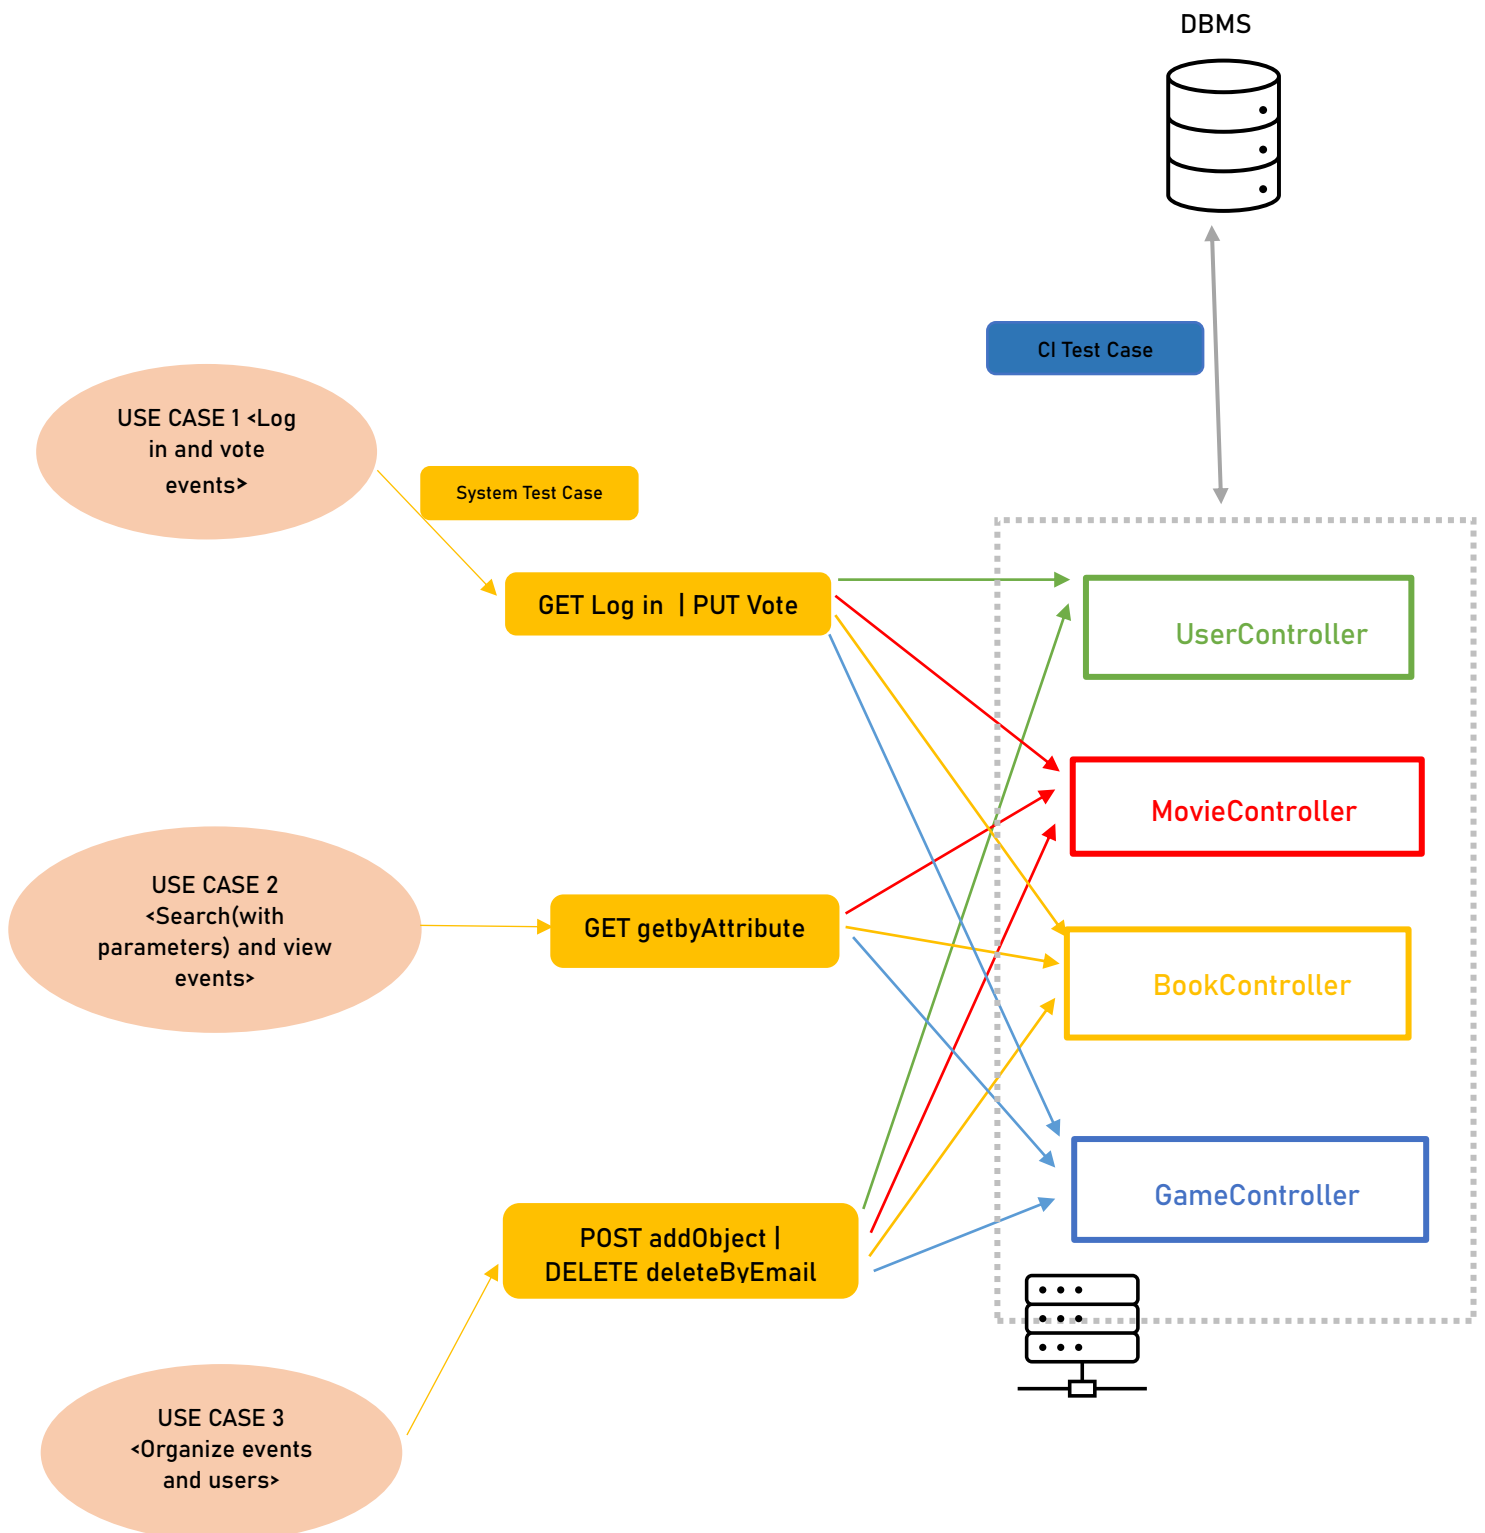 DBMS
CI Test Case
USE CASE 1 <Log
in and vote
events>
System Test Case
GET Log in | PUT Vote
UserController
MovieController
USE CASE 2
<Search(with
parameters) and view
events>
GET getbyAttribute
BookController
GameController
POST addObject |
DELETE deleteByEmail
USE CASE 3
<Organize events
and users>